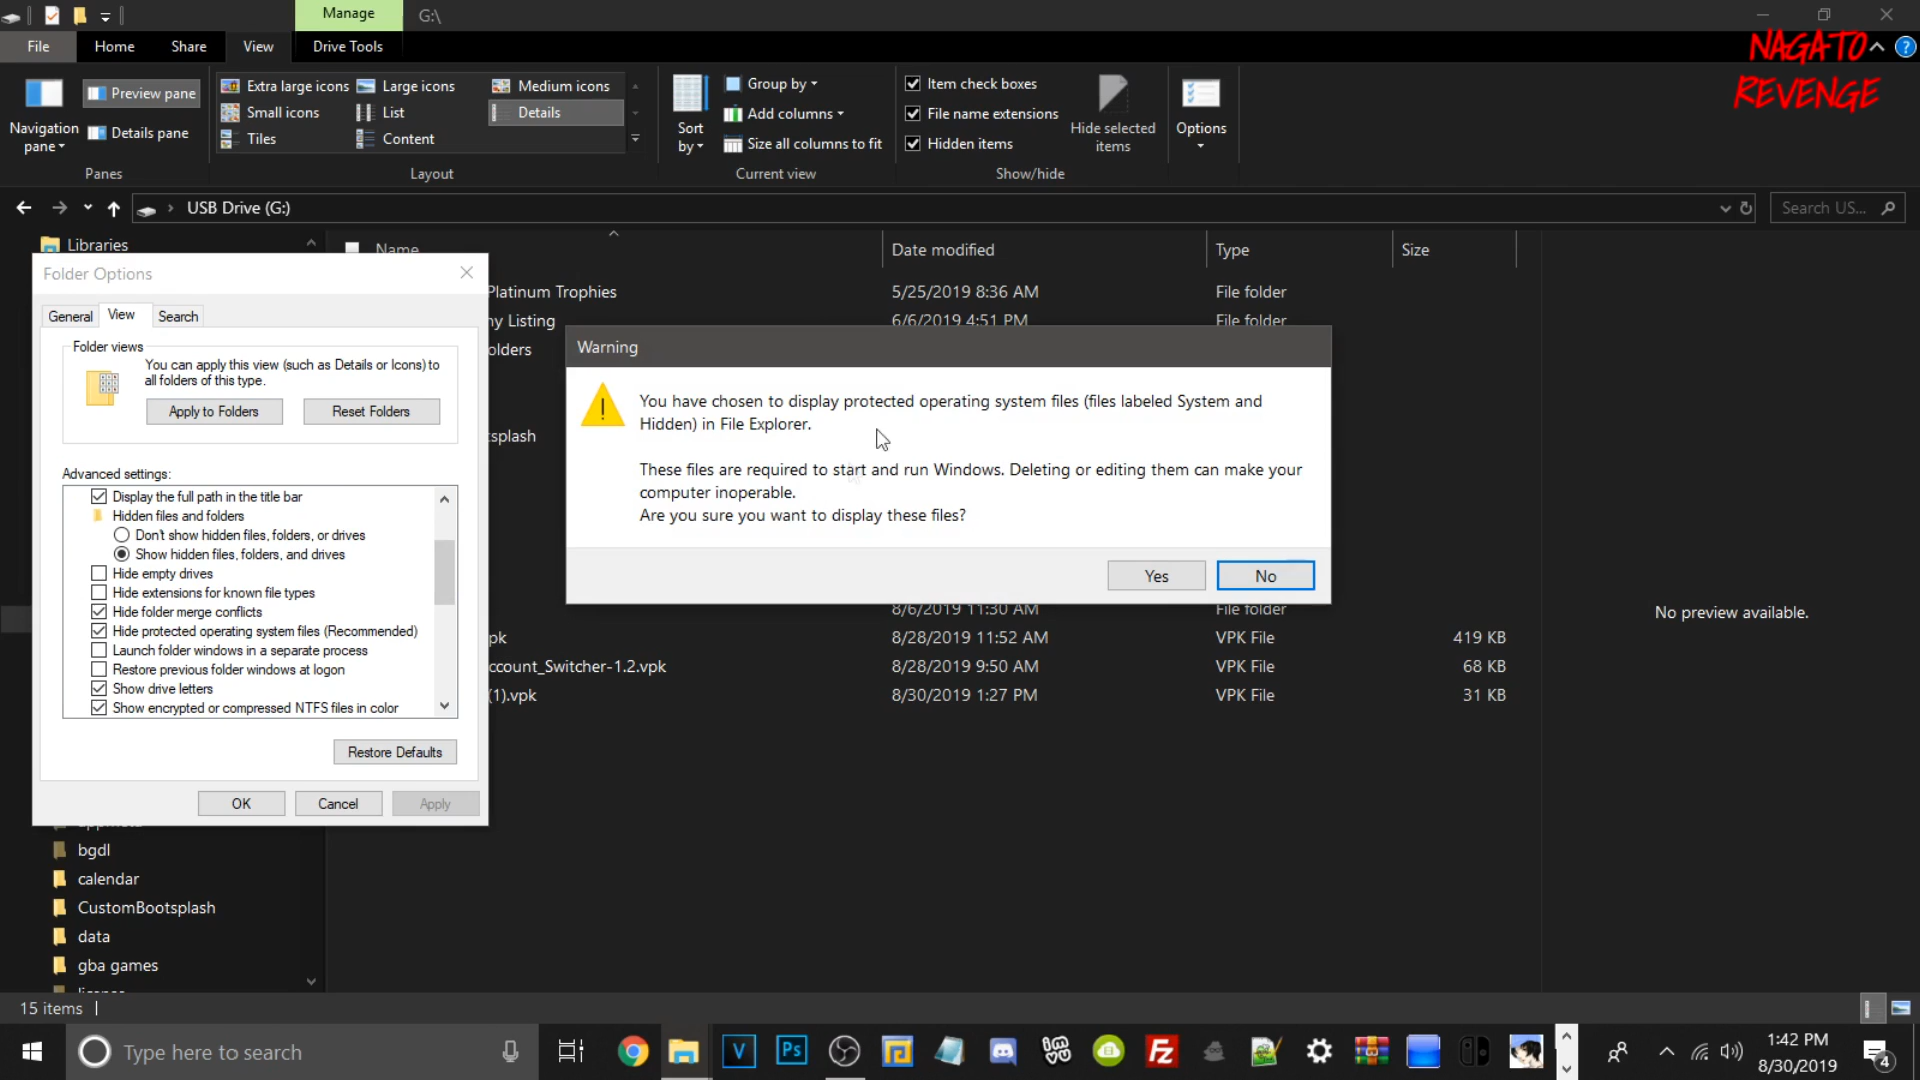 Manage
G:\
File
Home
Share
View
Drive Tools
NAGATO
REVENGE
Navigation
pane
Preview pane
Details pane
Panes
Extra large icons
Large icons
Medium icons
Small icons
List
Details
Tiles
Content
Layout
Sort
by
Group by
Add columns
Size all columns to fit
Current view
Item check boxes
File name extensions
Hidden items
Hide selected
items
Show/hide
Options
USB Drive (G:)
Search US...
Libraries
Name
Date modified
Type
Size
Platinum Trophies
5/25/2019 8:36 AM
File folder
ny Listing
6/6/2019 4:51 PM
File folder
olders
tsplash
8/6/2019 11:30 AM
File folder
pk
8/28/2019 11:52 AM
VPK File
419 KB
ccount_Switcher-1.2.vpk
8/28/2019 9:50 AM
VPK File
68 KB
(1).vpk
8/30/2019 1:27 PM
VPK File
31 KB
No preview available.
Folder Options
General
View
Search
Folder views
You can apply this view (such as Details or Icons) to
all folders of this type.
Apply to Folders
Reset Folders
Advanced settings:
Display the full path in the title bar
Hidden files and folders
Don't show hidden files, folders, or drives
Show hidden files, folders, and drives
Hide empty drives
Hide extensions for known file types
Hide folder merge conflicts
Hide protected operating system files (Recommended)
Launch folder windows in a separate process
Restore previous folder windows at logon
Show drive letters
Show encrypted or compressed NTFS files in color
Restore Defaults
OK
Cancel
Apply
Warning
You have chosen to display protected operating system files (files labeled System and
Hidden) in File Explorer.
These files are required to start and run Windows. Deleting or editing them can make your
computer inoperable.
Are you sure you want to display these files?
Yes
No
bgdl
calendar
CustomBootsplash
data
gba games
15 items
Type here to search
V
Ps
Fz
1:42 PM
8/30/2019
4